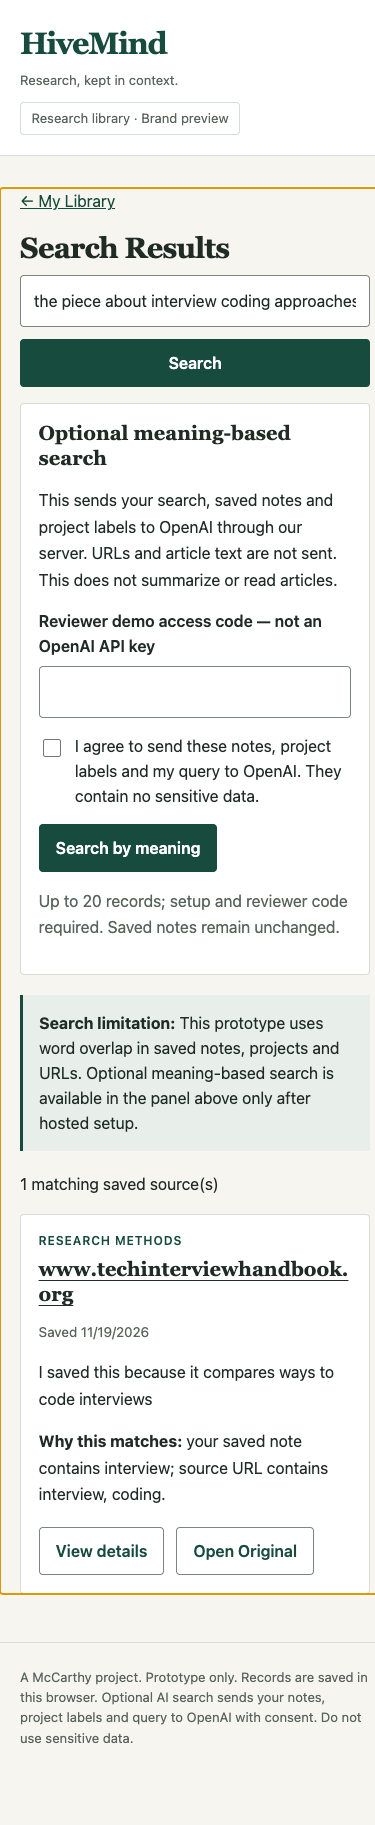 HiveMind
Research, kept in context.
Research library · Brand preview
← My Library
Search Results
the piece about interview coding approaches
Search
Optional meaning-based
search
This sends your search, saved notes and
project labels to OpenAI through our
server. URLs and article text are not sent.
This does not summarize or read articles.
Reviewer demo access code — not an
OpenAI API key
I agree to send these notes, project
labels and my query to OpenAI. They
contain no sensitive data.
Search by meaning
Up to 20 records; setup and reviewer code
required. Saved notes remain unchanged.
Search limitation: This prototype uses
word overlap in saved notes, projects and
URLs. Optional meaning-based search is
available in the panel above only after
hosted setup.
1 matching saved source(s)
RESEARCH METHODS
www.techinterviewhandbook.
org
Saved 11/19/2026
I saved this because it compares ways to
code interviews
Why this matches: your saved note
contains interview; source URL contains
interview, coding.
View details
Open Original
A McCarthy project. Prototype only. Records are saved in
this browser. Optional AI search sends your notes,
project labels and query to OpenAI with consent. Do not
use sensitive data.